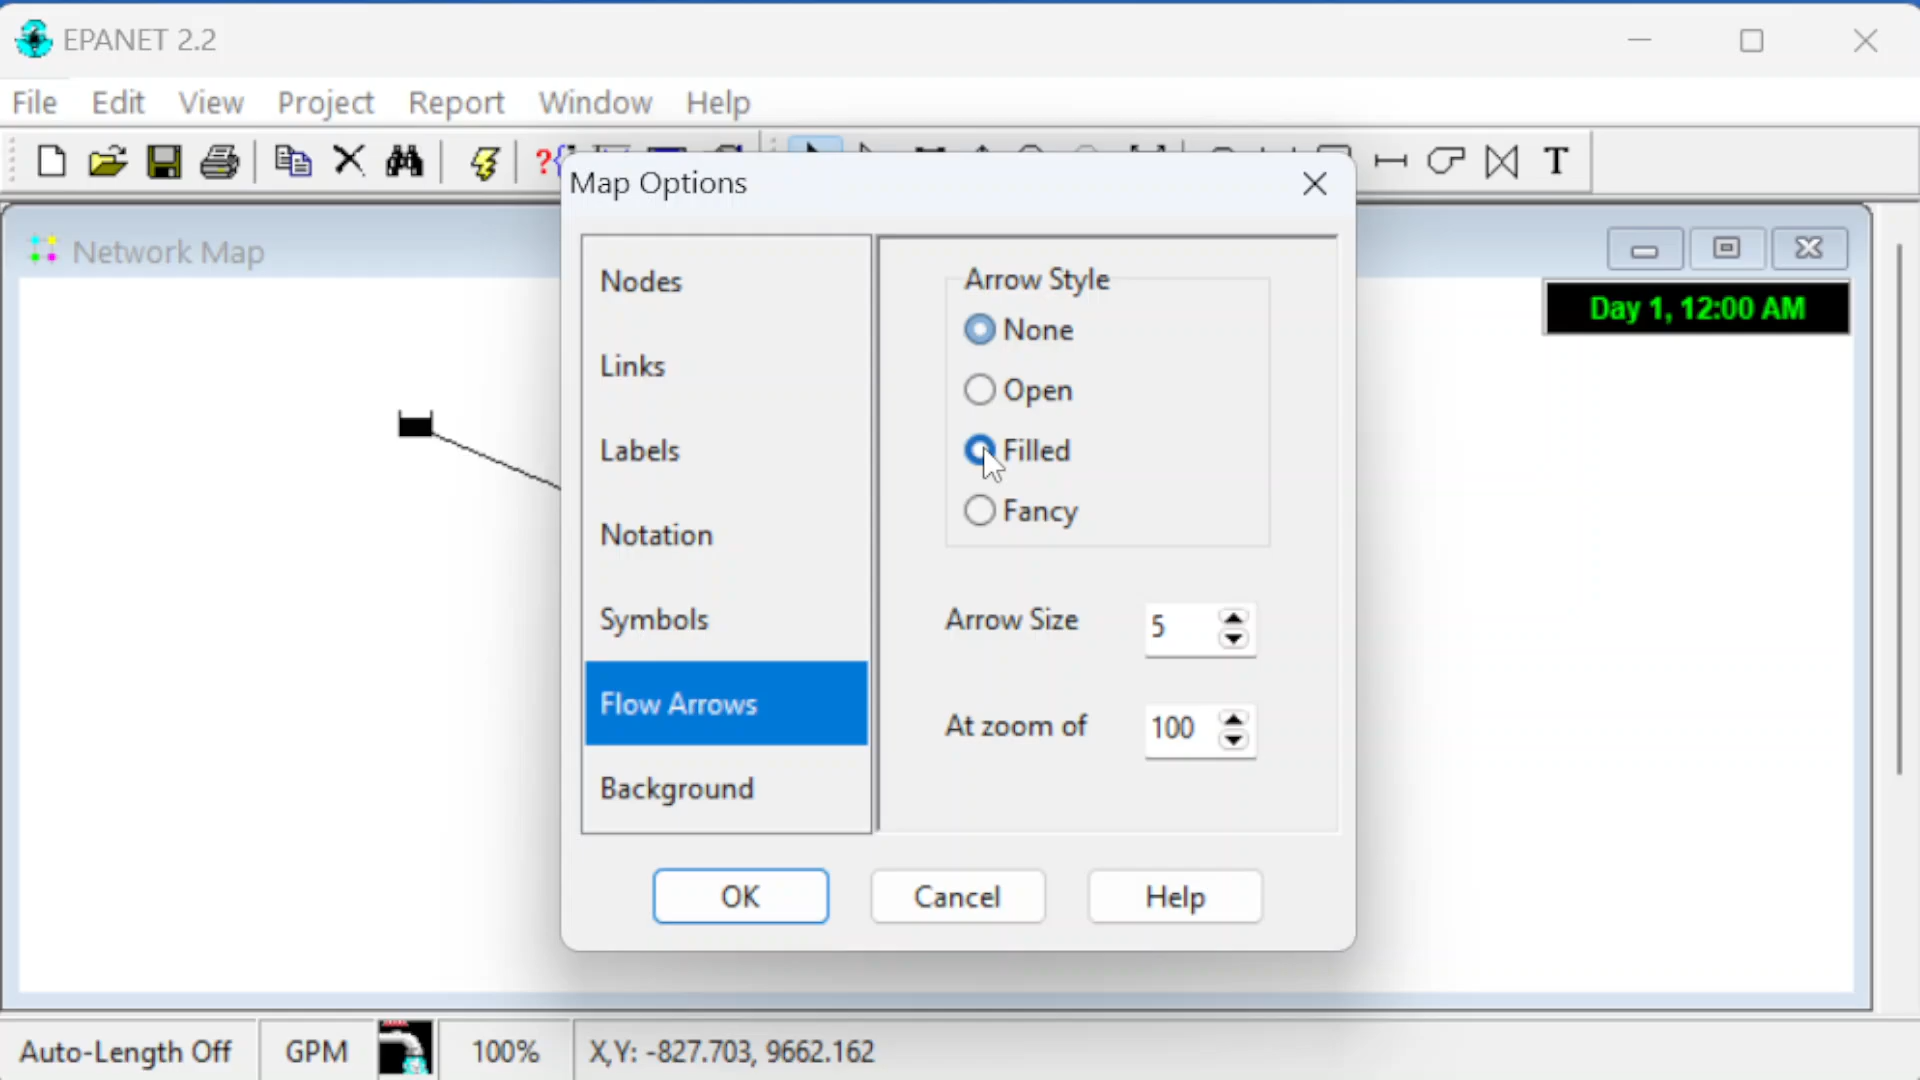 EPANET 2.2
File Edit View Project Report Window Help
T
Map Options
Network Map
Day 1, 12:00 AM
Nodes
Links
Labels
Notation
Symbols
Flow Arrows
Background
Arrow Style
None
Open
Filled
Fancy
Arrow Size 5
At zoom of 100
OK Cancel Help
Auto-Length Off GPM 100% X,Y: -827.703, 9662.162